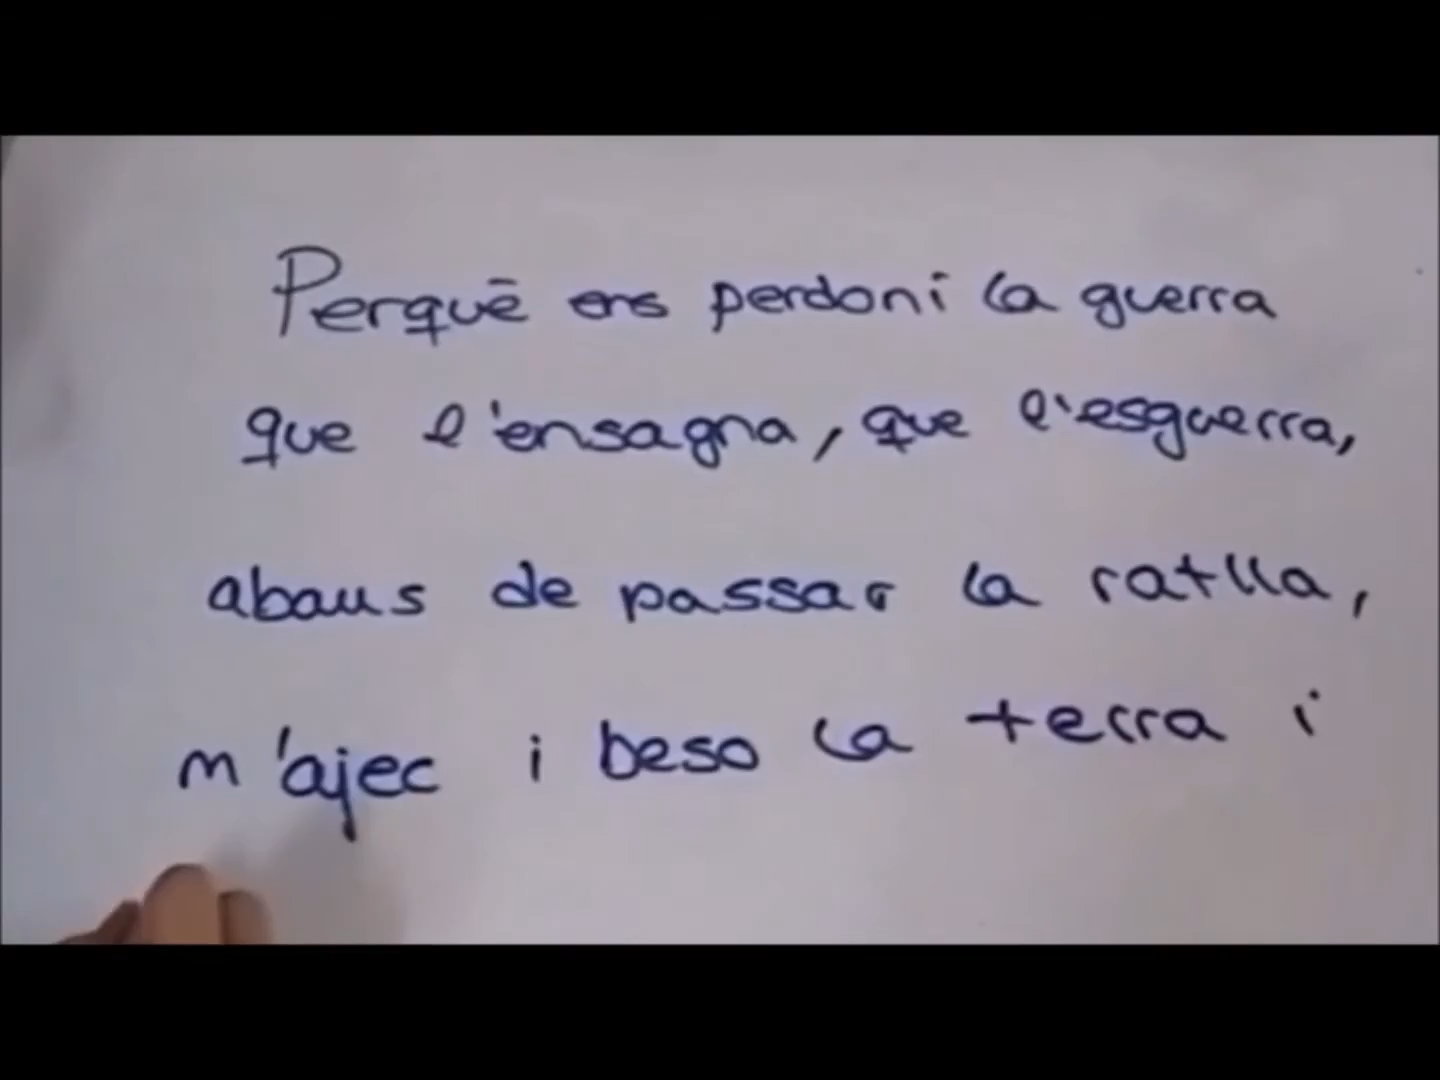 Perquè ens perdoni la guerra
que l'ensagna, que l'esguerra,
abans de passar la ratlla,
m'ajec i beso la terra i